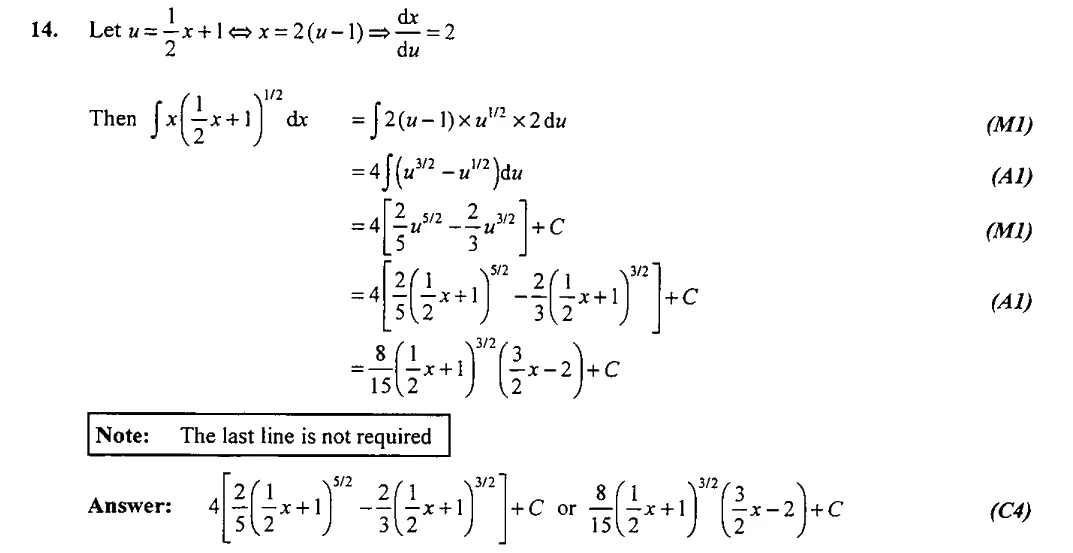 14. Let u = 1/2 x + 1 ⇔ x = 2(u − 1) ⇒ dx/du = 2
Then ∫ x(1/2 x + 1)^{1/2} dx = ∫ 2(u − 1) × u^{1/2} × 2 du (M1)
= 4∫(u^{3/2} − u^{1/2})du (A1)
= 4[2/5 u^{5/2} − 2/3 u^{3/2}] + C (M1)
= 4[2/5(1/2 x + 1)^{5/2} − 2/3(1/2 x + 1)^{3/2}] + C (A1)
= 8/15(1/2 x + 1)^{3/2}(3/2 x − 2) + C
Note: The last line is not required
Answer: 4[2/5(1/2 x + 1)^{5/2} − 2/3(1/2 x + 1)^{3/2}] + C or 8/15(1/2 x + 1)^{3/2}(3/2 x − 2) + C (C4)